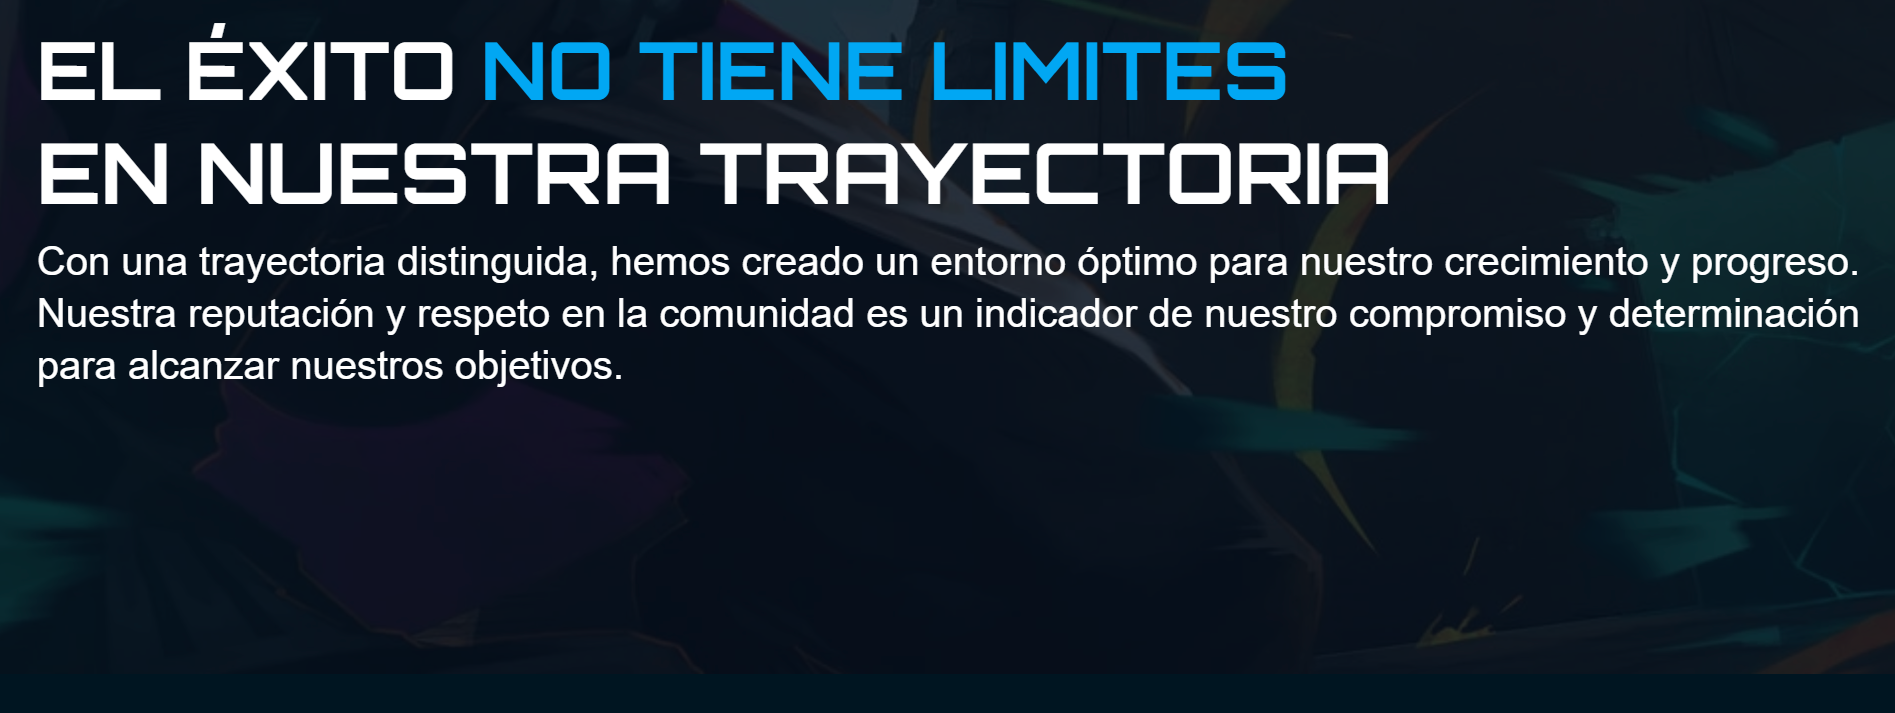 EL ÉXITO NO TIENE LIMITES
EN NUESTRA TRAYECTORIA
Con una trayectoria distinguida, hemos creado un entorno óptimo para nuestro crecimiento y progreso.
Nuestra reputación y respeto en la comunidad es un indicador de nuestro compromiso y determinación
para alcanzar nuestros objetivos.